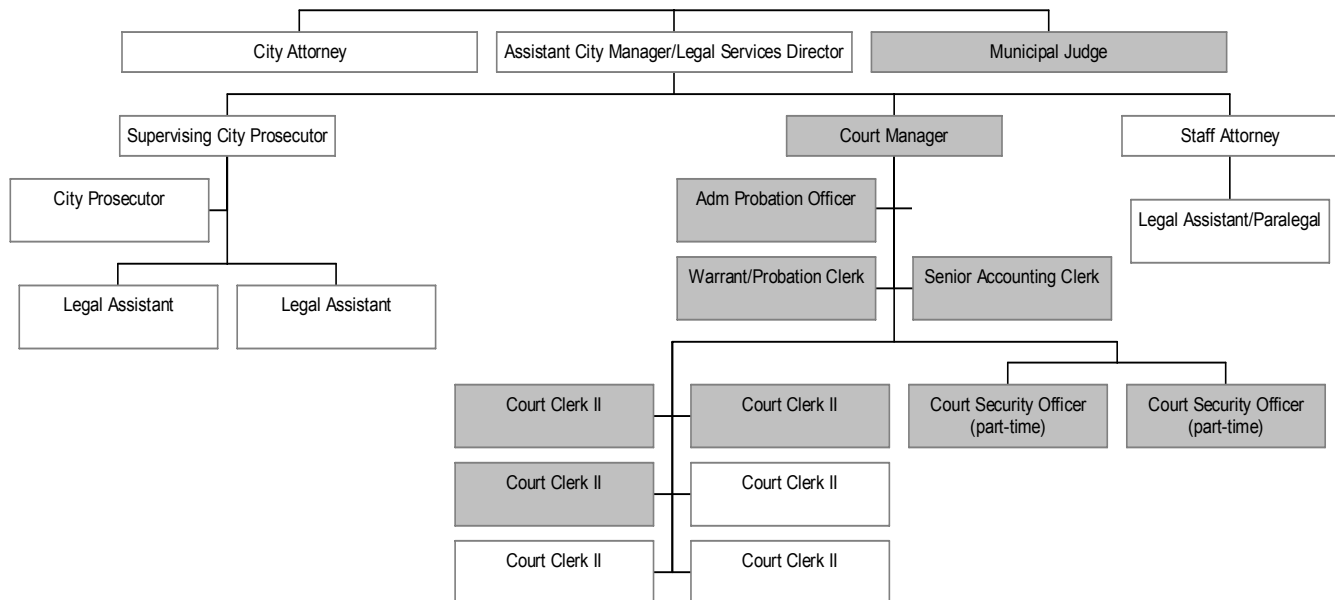 City Attorney
Assistant City Manager/Legal Services Director
Municipal Judge
Supervising City Prosecutor
Court Manager
Staff Attorney
City Prosecutor
Adm Probation Officer
Legal Assistant/Paralegal
Warrant/Probation Clerk
Senior Accounting Clerk
Legal Assistant
Legal Assistant
Court Clerk II
Court Clerk II
Court Security Officer
(part-time)
Court Security Officer
(part-time)
Court Clerk II
Court Clerk II
Court Clerk II
Court Clerk II